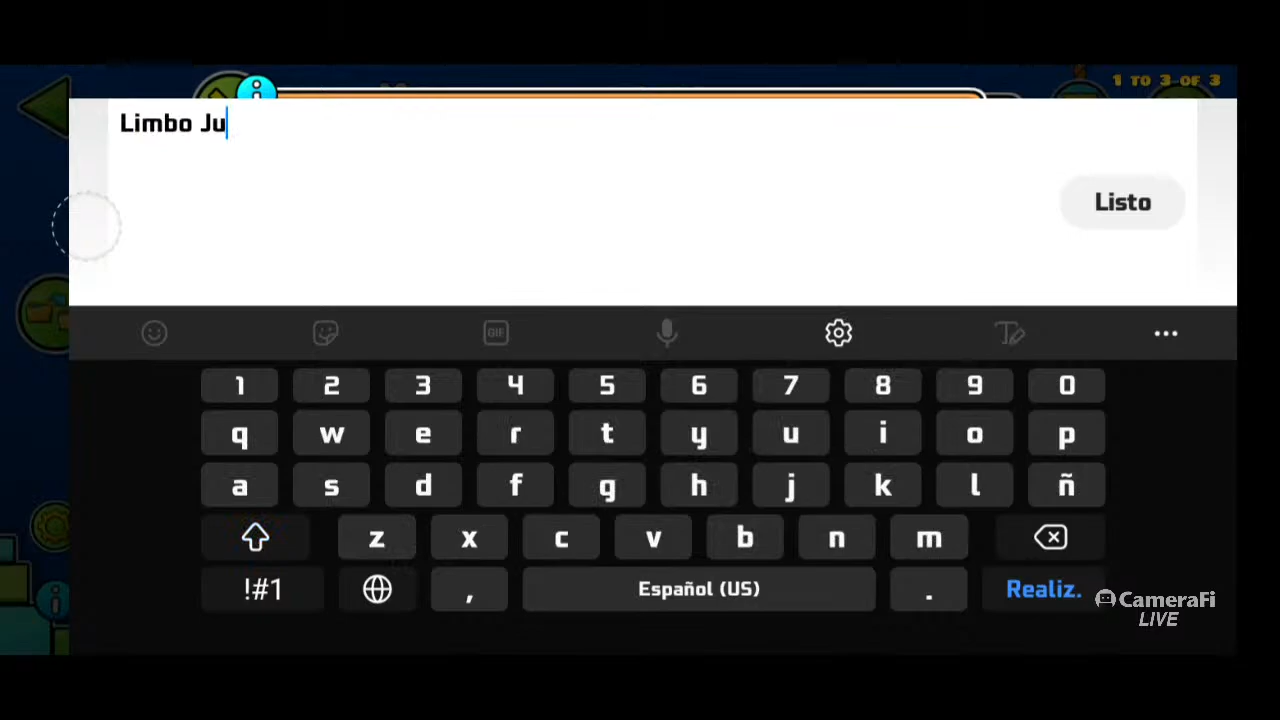 1 TO 3 OF 3
Limbo Ju
Listo
GIF
1 2 3 4 5 6 7 8 9 0
q w e r t y u i o p
a s d f g h j k l ñ
z x c v b n m
!#1 , Español (US) . Realiz.
CameraFi
LIVE